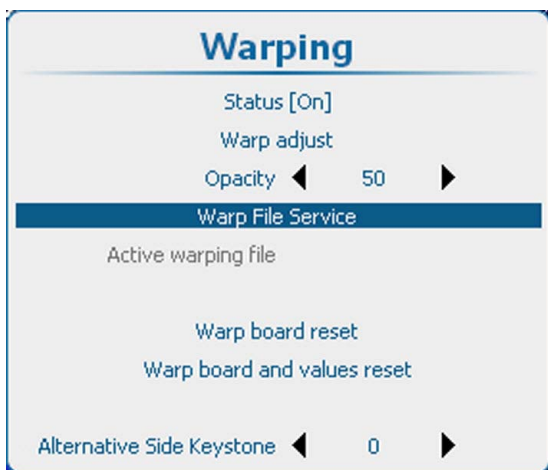 Warping
Status [On]
Warp adjust
Opacity 50
Warp File Service
Active warping file
Warp board reset
Warp board and values reset
Alternative Side Keystone 0